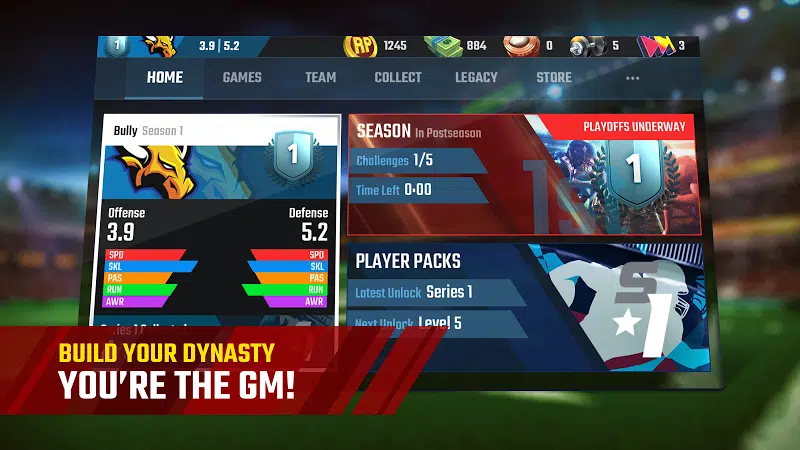 1 3.9 | 5.2 AP 1245 884 0 5 3
HOME GAMES TEAM COLLECT LEGACY STORE ...
Bully Season 1
1
Offense Defense
3.9 5.2
SPD SPD
SKL SKL
PAS PAS
RUN RUN
AWR AWR
SEASON In Postseason
PLAYOFFS UNDERWAY
Challenges 1/5
Time Left 0:00
1
PLAYER PACKS
Latest Unlock Series 1
Next Unlock Level 5
S
1
BUILD YOUR DYNASTY
YOU'RE THE GM!